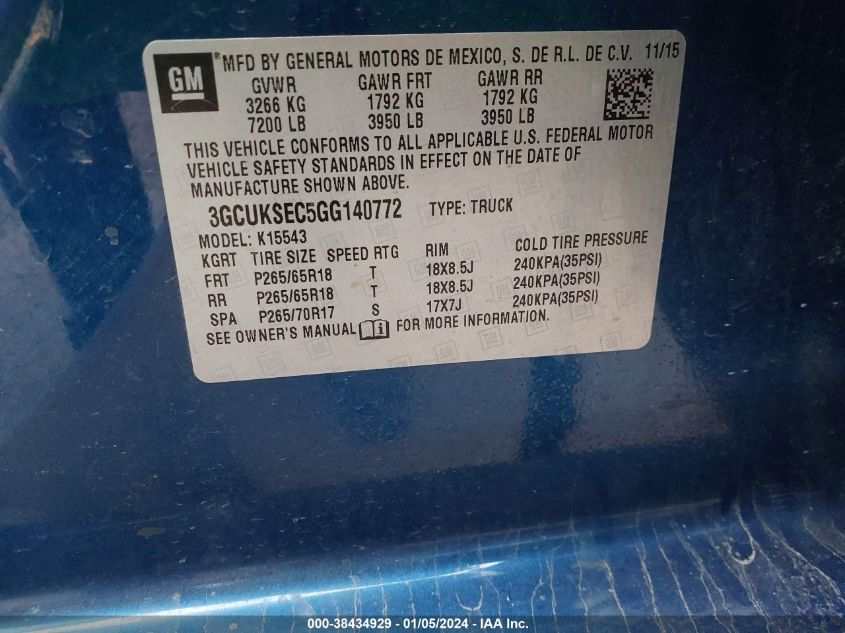 GM
®MFD BY GENERAL MOTORS DE MEXICO, S. DE R.L. DE C.V. 11/15
GVWR GAWR FRT GAWR RR
3266 KG 1792 KG 1792 KG
7200 LB 3950 LB 3950 LB
THIS VEHICLE CONFORMS TO ALL APPLICABLE U.S. FEDERAL MOTOR
VEHICLE SAFETY STANDARDS IN EFFECT ON THE DATE OF
MANUFACTURE SHOWN ABOVE.
3GCUKSEC5GG140772 TYPE: TRUCK
MODEL: K15543
KGRT TIRE SIZE SPEED RTG RIM COLD TIRE PRESSURE
FRT P265/65R18 T 18X8.5J 240KPA(35PSI)
RR P265/65R18 T 18X8.5J 240KPA(35PSI)
SPA P265/70R17 S 17X7J 240KPA(35PSI)
SEE OWNER'S MANUAL FOR MORE INFORMATION.
000-38434929 - 01/05/2024 - IAA Inc.